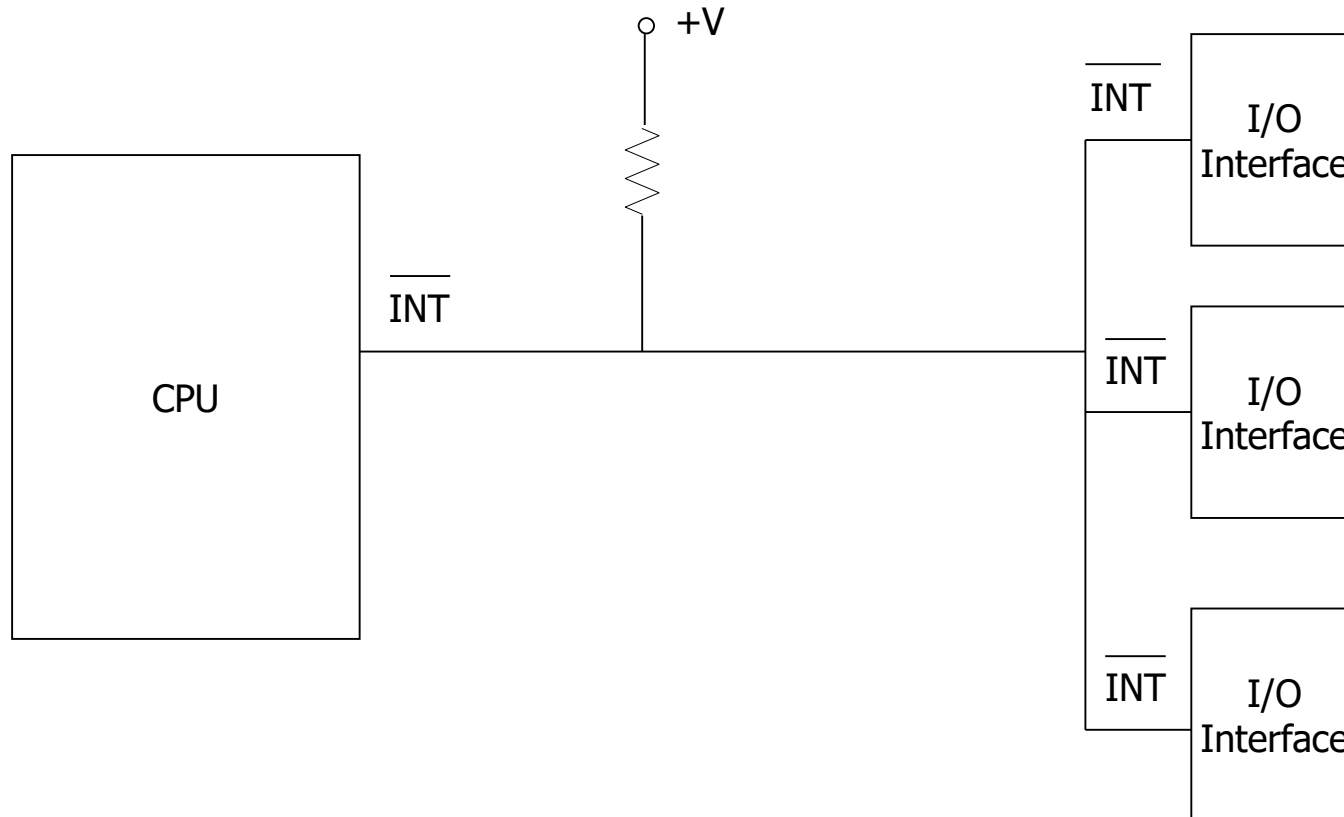 +V
INT
I/O
Interface
INT
CPU
INT
I/O
Interface
INT
I/O
Interface